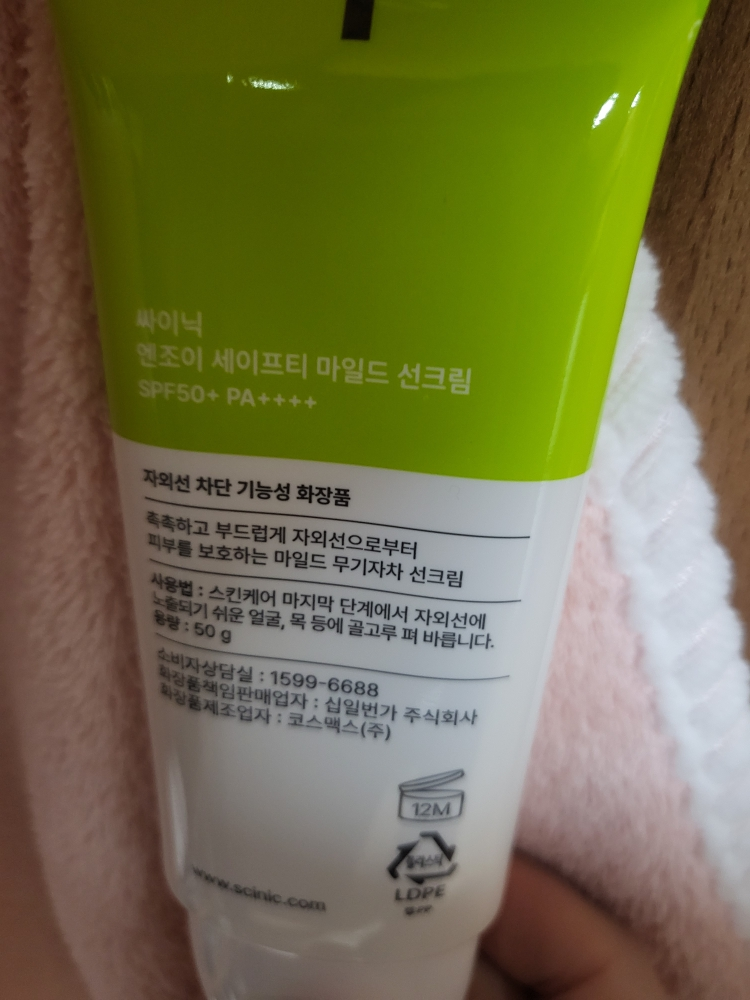 싸이닉
엔조이 세이프티 마일드 선크림
SPF50+ PA++++
자외선 차단 기능성 화장품
촉촉하고 부드럽게 자외선으로부터
피부를 보호하는 마일드 무기자차 선크림
사용법 : 스킨케어 마지막 단계에서 자외선에
노출되기 쉬운 얼굴, 목 등에 골고루 펴 바릅니다.
용량 : 50 g
소비자상담실 : 1599-6688
화장품책임판매업자 : 십일번가 주식회사
화장품제조업자 : 코스맥스(주)
12M
플라스틱
LDPE
www.scinic.com